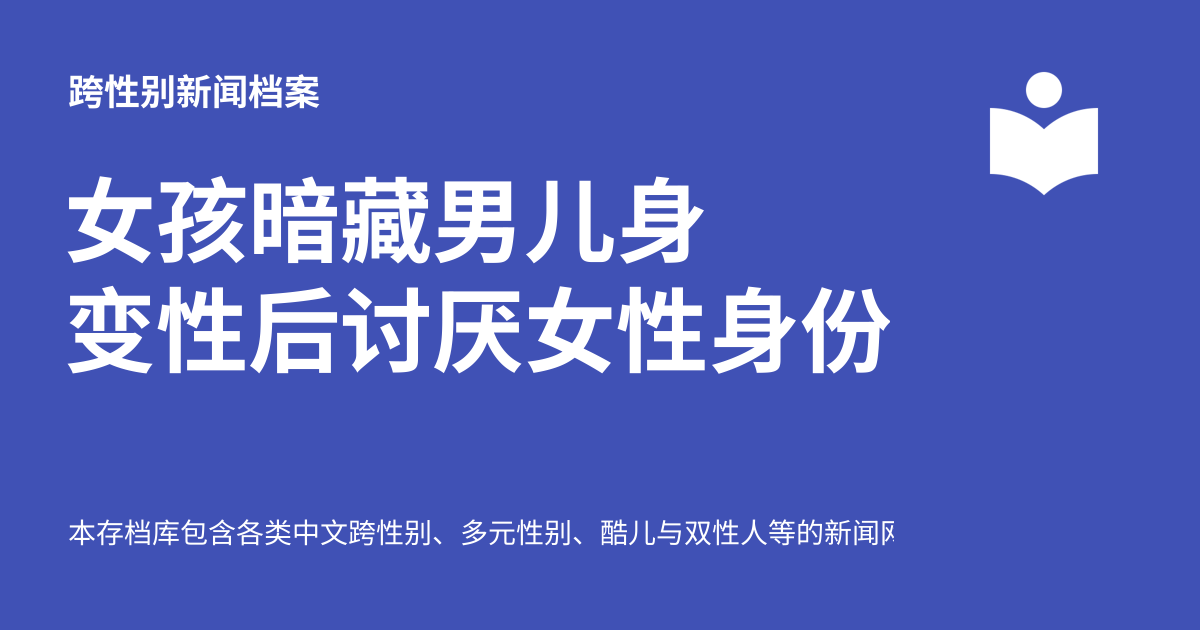 跨性别新闻档案
女孩暗藏男儿身
变性后讨厌女性身份
本存档库包含各类中文跨性别、多元性别、酷儿与双性人等的新闻网